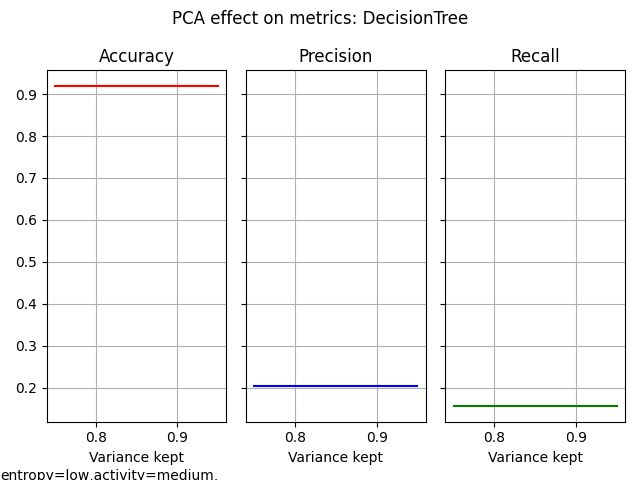 PCA effect on metrics: DecisionTree
Accuracy Precision Recall
0.9
0.8
0.7
0.6
0.5
0.4
0.3
0.2
0.8 0.9 0.8 0.9 0.8 0.9
Variance kept Variance kept Variance kept
entropy=low,activity=medium,